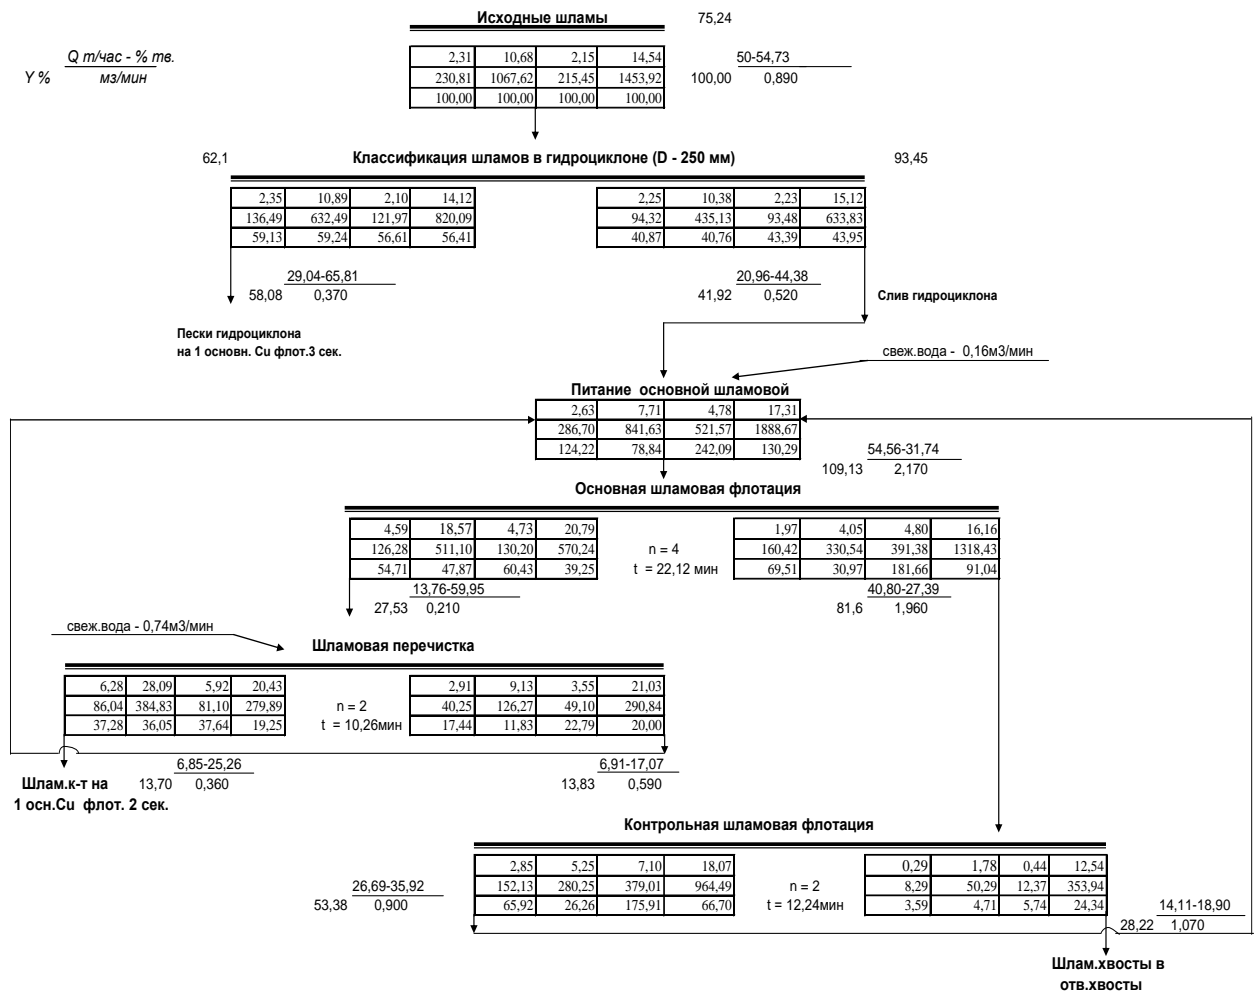 Исходные шламы 75,24
Q т/час - % тв.
Y % мз/мин
2,31 10,68 2,15 14,54
230,81 1067,62 215,45 1453,92
100,00 100,00 100,00 100,00
50-54,73
100,00 0,890
62,1 Классификация шламов в гидроциклоне (D - 250 мм) 93,45
2,35 10,89 2,10 14,12
136,49 632,49 121,97 820,09
59,13 59,24 56,61 56,41
2,25 10,38 2,23 15,12
94,32 435,13 93,48 633,83
40,87 40,76 43,39 43,95
29,04-65,81
58,08 0,370
20,96-44,38
41,92 0,520
Слив гидроциклона
Пески гидроциклона
на 1 основн. Cu флот.3 сек.
свеж.вода - 0,16м3/мин
Питание основной шламовой
2,63 7,71 4,78 17,31
286,70 841,63 521,57 1888,67
124,22 78,84 242,09 130,29
54,56-31,74
109,13 2,170
Основная шламовая флотация
4,59 18,57 4,73 20,79
126,28 511,10 130,20 570,24
54,71 47,87 60,43 39,25
n = 4
t = 22,12 мин
1,97 4,05 4,80 16,16
160,42 330,54 391,38 1318,43
69,51 30,97 181,66 91,04
13,76-59,95
27,53 0,210
40,80-27,39
81,6 1,960
свеж.вода - 0,74м3/мин
Шламовая перечистка
6,28 28,09 5,92 20,43
86,04 384,83 81,10 279,89
37,28 36,05 37,64 19,25
n = 2
t = 10,26мин
2,91 9,13 3,55 21,03
40,25 126,27 49,10 290,84
17,44 11,83 22,79 20,00
6,85-25,26
13,70 0,360
6,91-17,07
13,83 0,590
Шлам.к-т на
1 осн.Cu флот. 2 сек.
Контрольная шламовая флотация
2,85 5,25 7,10 18,07
152,13 280,25 379,01 964,49
65,92 26,26 175,91 66,70
26,69-35,92
53,38 0,900
n = 2
t = 12,24мин
0,29 1,78 0,44 12,54
8,29 50,29 12,37 353,94
3,59 4,71 5,74 24,34
14,11-18,90
28,22 1,070
Шлам.хвосты в
отв.хвосты